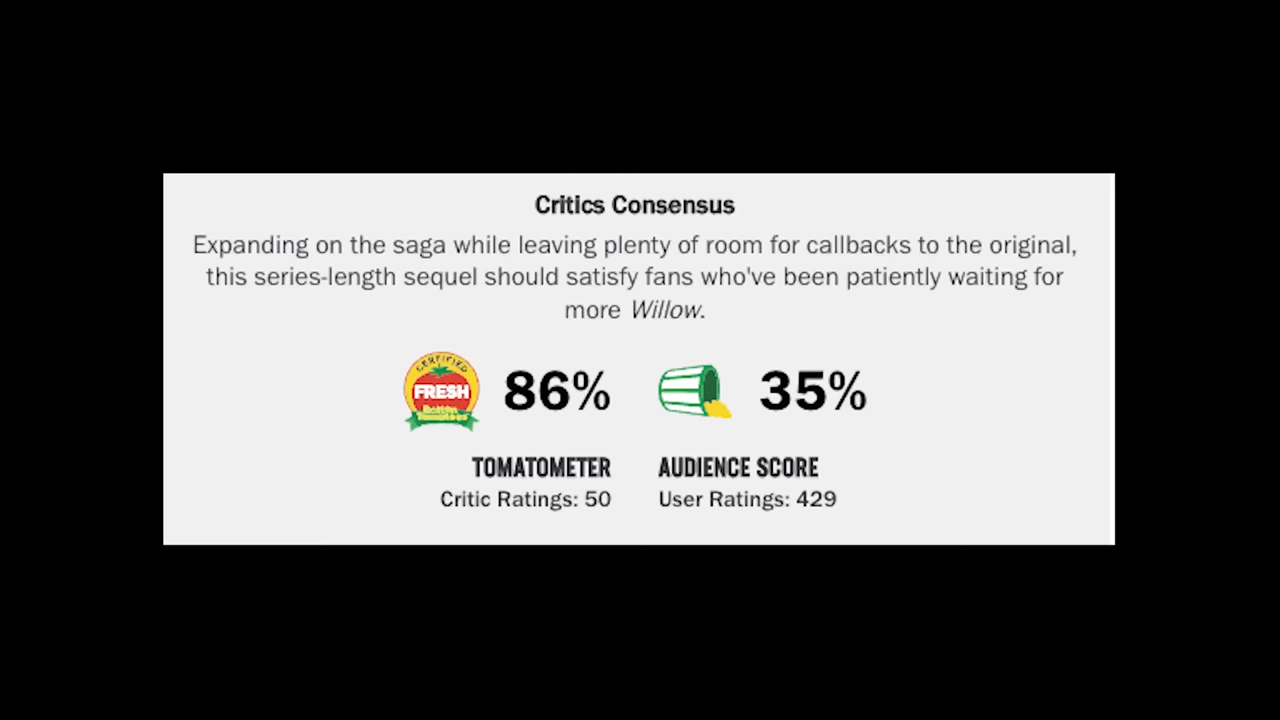 Critics Consensus
Expanding on the saga while leaving plenty of room for callbacks to the original,
this series-length sequel should satisfy fans who've been patiently waiting for
more Willow.
CERTIFIED
FRESH
86%
35%
TOMATOMETER
AUDIENCE SCORE
Critic Ratings: 50
User Ratings: 429